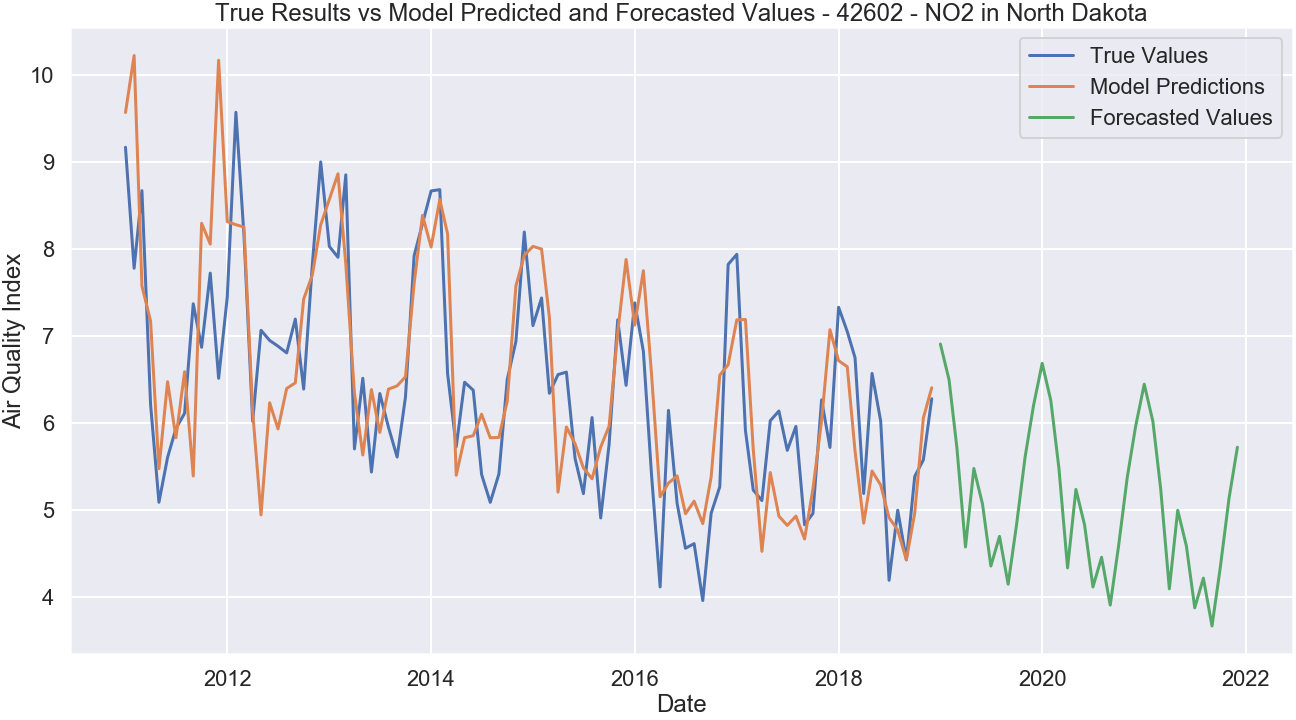 True Results vs Model Predicted and Forecasted Values - 42602 - NO2 in North Dakota
True Values
Model Predictions
Forecasted Values
Air Quality Index
10
9
8
7
6
5
4
2012 2014 2016 2018 2020 2022
Date